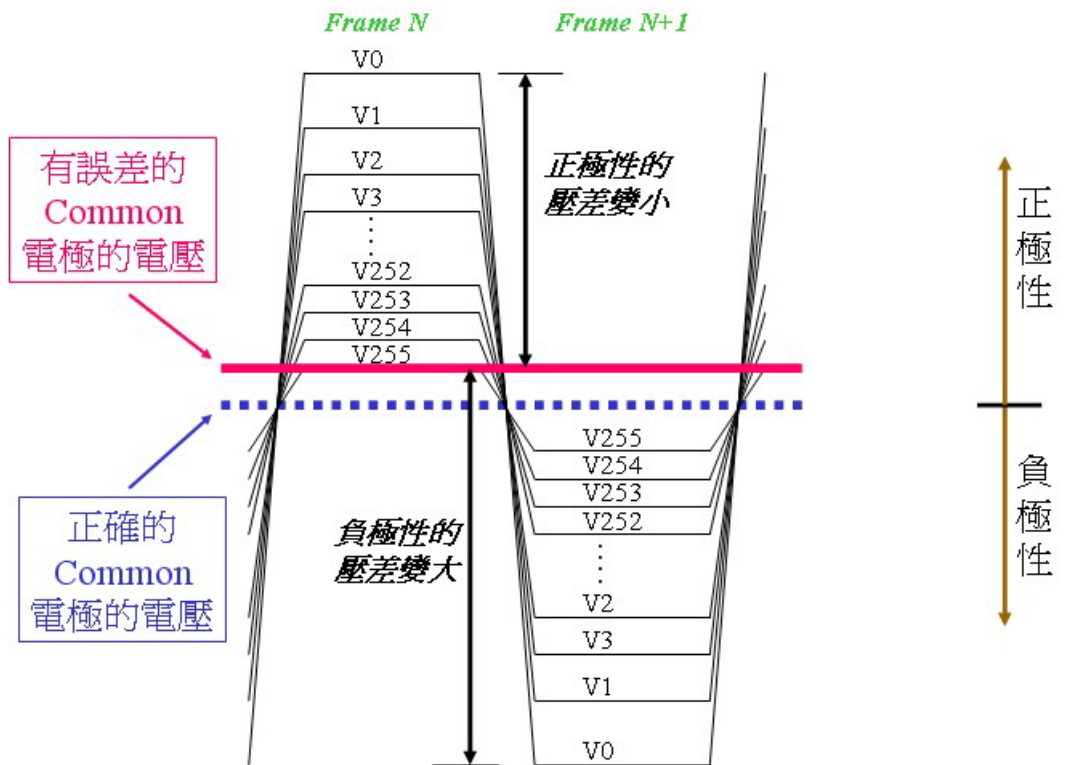 Frame N
Frame N+1
V0
V1
V2
V3
V252
V253
V254
V255
有誤差的
Common
電極的電壓
正極性的
壓差變小
正極性
正確的
Common
電極的電壓
負極性的
壓差變大
V255
V254
V253
V252
V2
V3
V1
V0
負極性